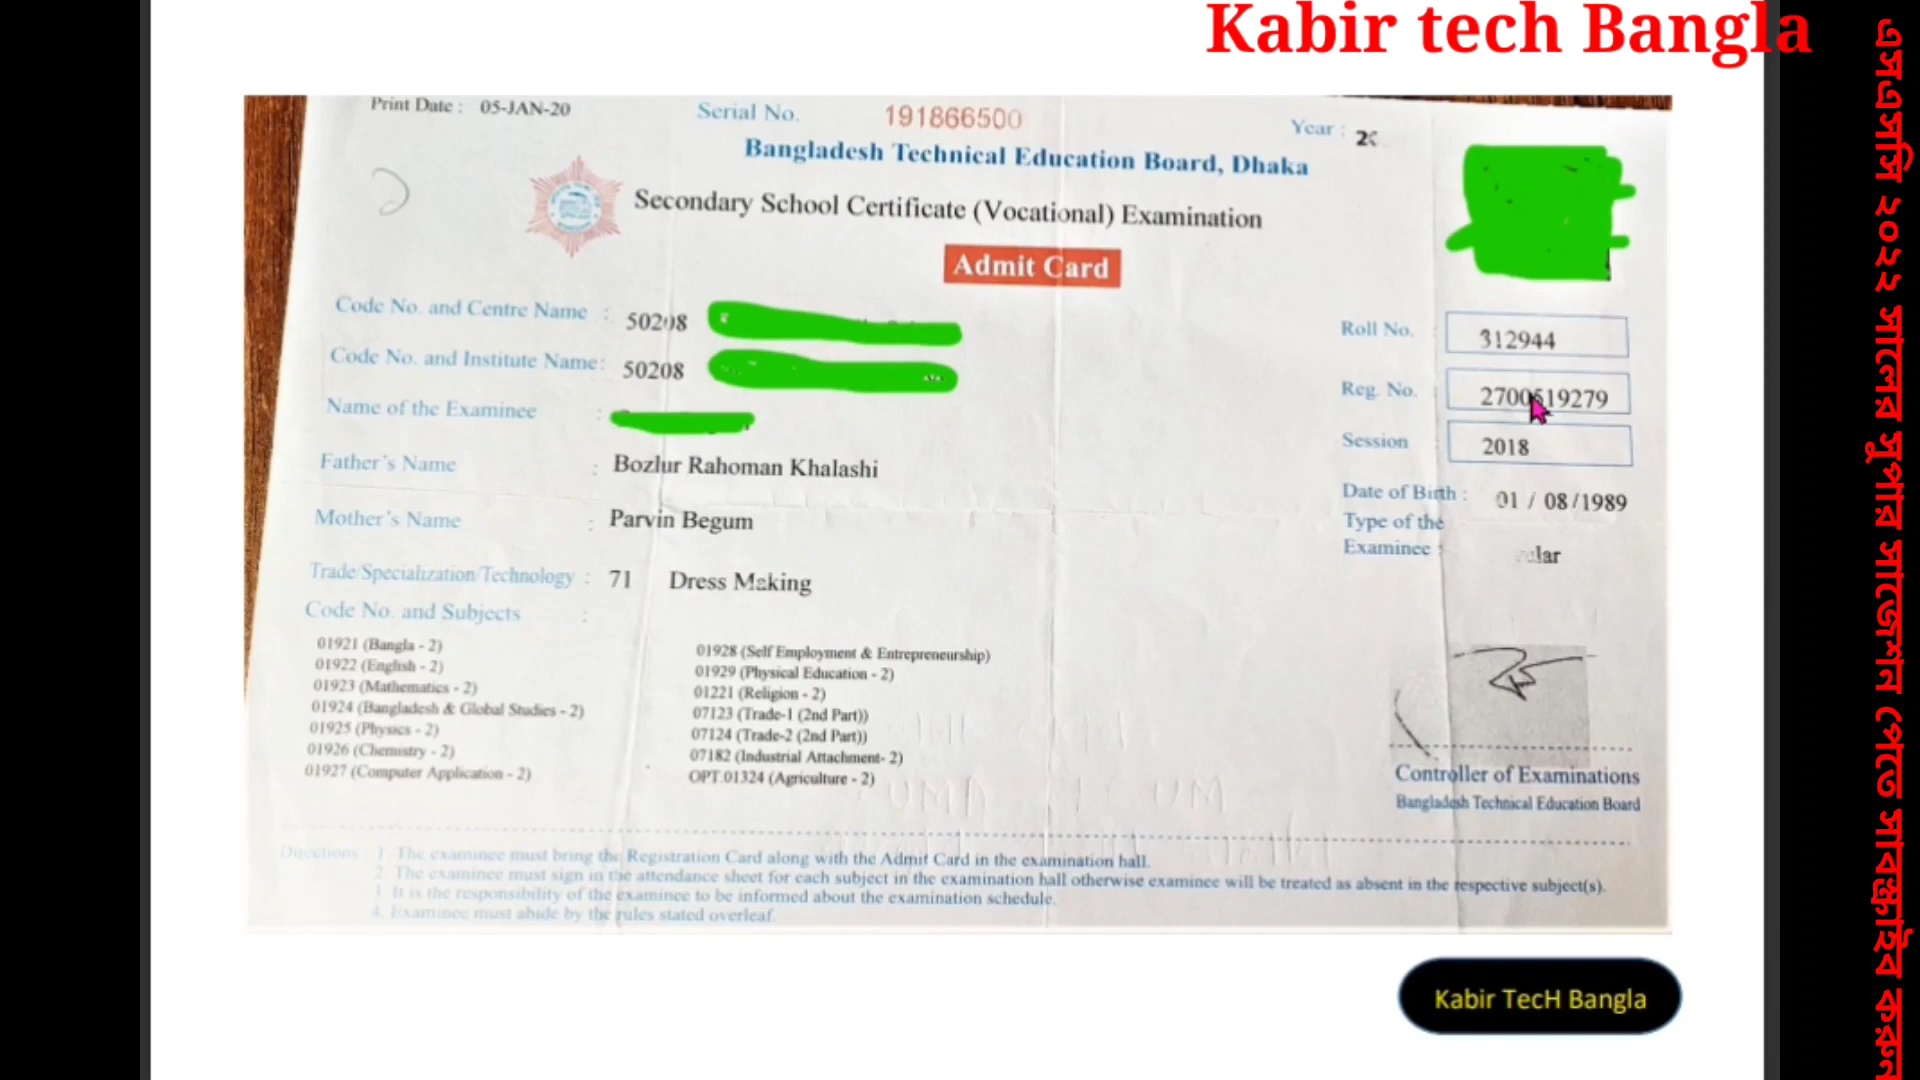 Kabir tech Bangla
Print Date : 05-JAN-20
Serial No. 191866500
Year :
Bangladesh Technical Education Board, Dhaka
Secondary School Certificate (Vocational) Examination
Admit Card
Code No. and Centre Name : 50208
Code No. and Institute Name: 50208
Name of the Examinee :
Father's Name : Bozlur Rahoman Khalashi
Mother's Name : Parvin Begum
Trade/Specialization/Technology : 71 Dress Making
Code No. and Subjects :
01921 (Bangla - 2)
01922 (English - 2)
01923 (Mathematics - 2)
01924 (Bangladesh & Global Studies - 2)
01925 (Physics - 2)
01926 (Chemistry - 2)
01927 (Computer Application - 2)
01928 (Self Employment & Entrepreneurship)
01929 (Physical Education - 2)
01221 (Religion - 2)
07123 (Trade-1 (2nd Part))
07124 (Trade-2 (2nd Part))
07182 (Industrial Attachment- 2)
OPT.01324 (Agriculture - 2)
Roll No. : 312944
Reg. No. : 2700519279
Session : 2018
Date of Birth : 01 / 08 /1989
Type of the
Examinee :
Controller of Examinations
Bangladesh Technical Education Board
Directions : 1. The examinee must bring the Registration Card along with the Admit Card in the examination hall.
2. The examinee must sign in the attendance sheet for each subject in the examination hall otherwise examinee will be treated as absent in the respective subject(s).
3. It is the responsibility of the examinee to be informed about the examination schedule.
4. Examinee must abide by the rules stated overleaf.
Kabir TecH Bangla
এসএসসি ২০২২ সালের সুপার সাজেশান পেতে সাবস্ক্রাইব করুন